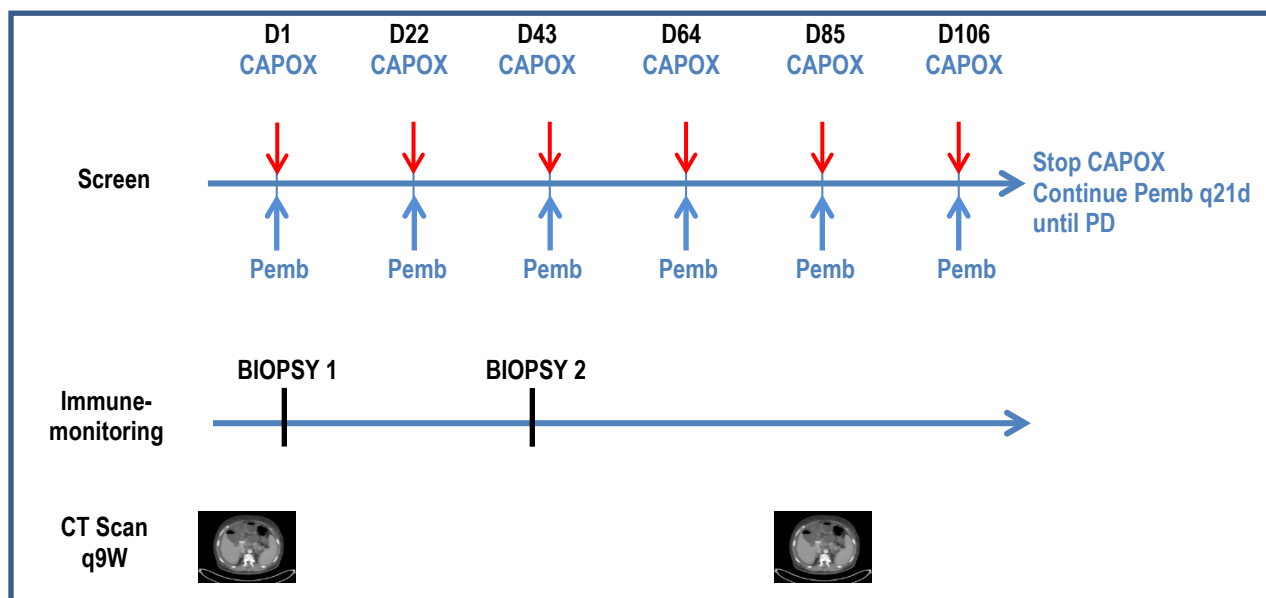 D1 D22 D43 D64 D85 D106
CAPOX CAPOX CAPOX CAPOX CAPOX CAPOX
Screen
Stop CAPOX
Continue Pemb q21d
until PD
Pemb Pemb Pemb Pemb Pemb Pemb
BIOPSY 1 BIOPSY 2
Immune-
monitoring
CT Scan
q9W